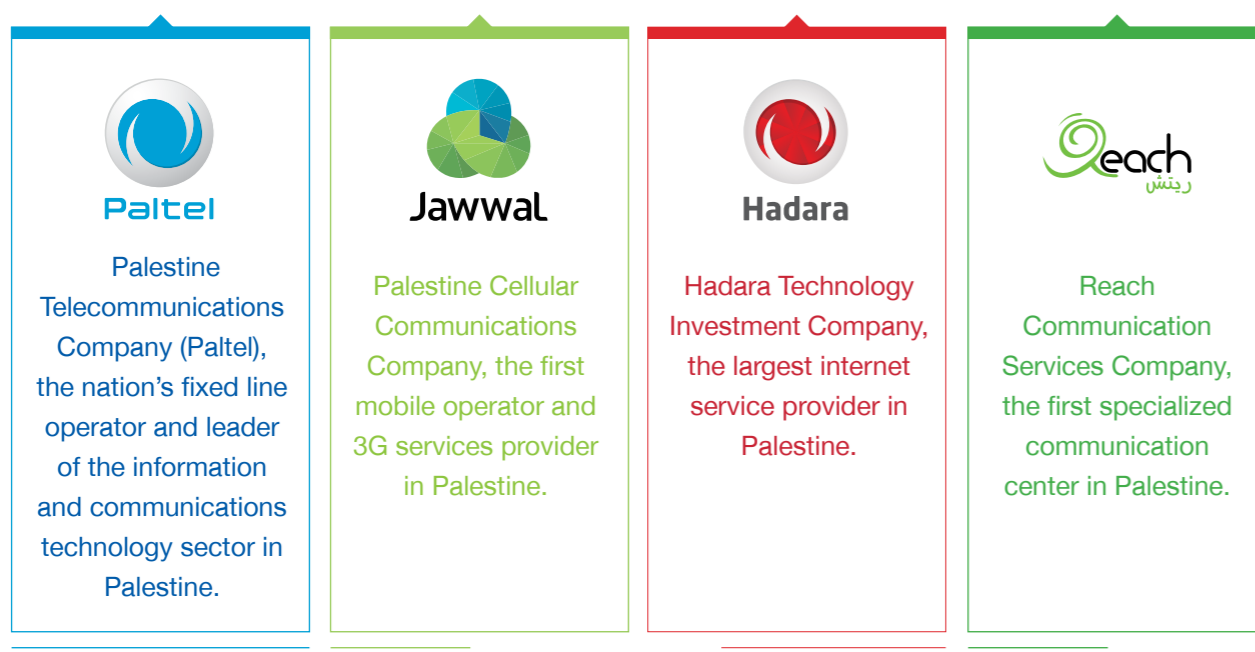 Paltel
Palestine
Telecommunications
Company (Paltel),
the nation’s fixed line
operator and leader
of the information
and communications
technology sector in
Palestine.
Jawwal
Palestine Cellular
Communications
Company, the first
mobile operator and
3G services provider
in Palestine.
Hadara
Hadara Technology
Investment Company,
the largest internet
service provider in
Palestine.
Reach
ريتش
Reach
Communication
Services Company,
the first specialized
communication
center in Palestine.